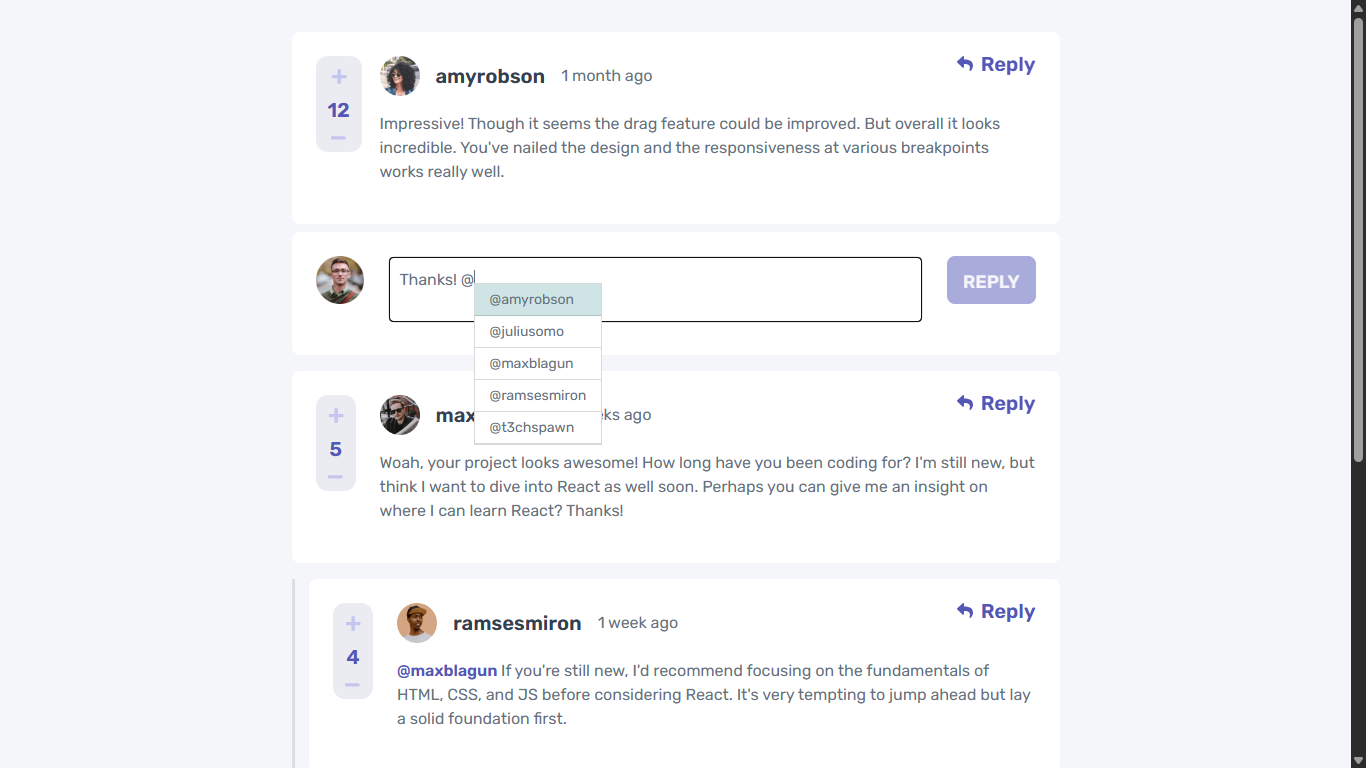 amyrobson 1 month ago Reply
+
12
Impressive! Though it seems the drag feature could be improved. But overall it looks
incredible. You've nailed the design and the responsiveness at various breakpoints
works really well.
Thanks! @
REPLY
@amyrobson
@juliusomo
@maxblagun
@ramsesmiron
@t3chspawn
+
5
max ks ago Reply
Woah, your project looks awesome! How long have you been coding for? I'm still new, but
think I want to dive into React as well soon. Perhaps you can give me an insight on
where I can learn React? Thanks!
+
4
ramsesmiron 1 week ago Reply
@maxblagun If you're still new, I'd recommend focusing on the fundamentals of
HTML, CSS, and JS before considering React. It's very tempting to jump ahead but lay
a solid foundation first.